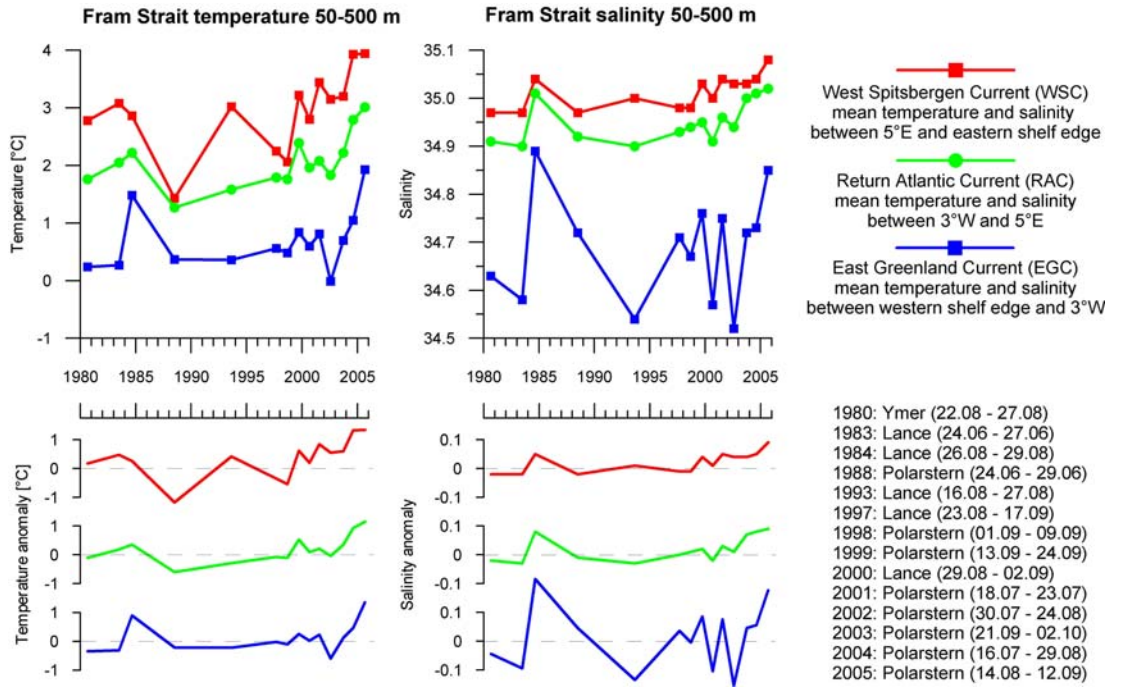 Fram Strait temperature 50-500 m
Temperature [°C]
4
3
2
1
0
-1
1980 1985 1990 1995 2000 2005
Fram Strait salinity 50-500 m
Salinity
35.1
35.0
34.9
34.8
34.7
34.6
34.5
1980 1985 1990 1995 2000 2005
West Spitsbergen Current (WSC)
mean temperature and salinity
between 5°E and eastern shelf edge
Return Atlantic Current (RAC)
mean temperature and salinity
between 3°W and 5°E
East Greenland Current (EGC)
mean temperature and salinity
between western shelf edge and 3°W
Temperature anomaly [°C]
1
0
-1
1
0
-1
1
0
-1
Salinity anomaly
0.1
0
-0.1
0.1
0
-0.1
0.1
0
-0.1
1980: Ymer (22.08 - 27.08)
1983: Lance (24.06 - 27.06)
1984: Lance (26.08 - 29.08)
1988: Polarstern (24.06 - 29.06)
1993: Lance (16.08 - 27.08)
1997: Lance (23.08 - 17.09)
1998: Polarstern (01.09 - 09.09)
1999: Polarstern (13.09 - 24.09)
2000: Lance (29.08 - 02.09)
2001: Polarstern (18.07 - 23.07)
2002: Polarstern (30.07 - 24.08)
2003: Polarstern (21.09 - 02.10)
2004: Polarstern (16.07 - 29.08)
2005: Polarstern (14.08 - 12.09)